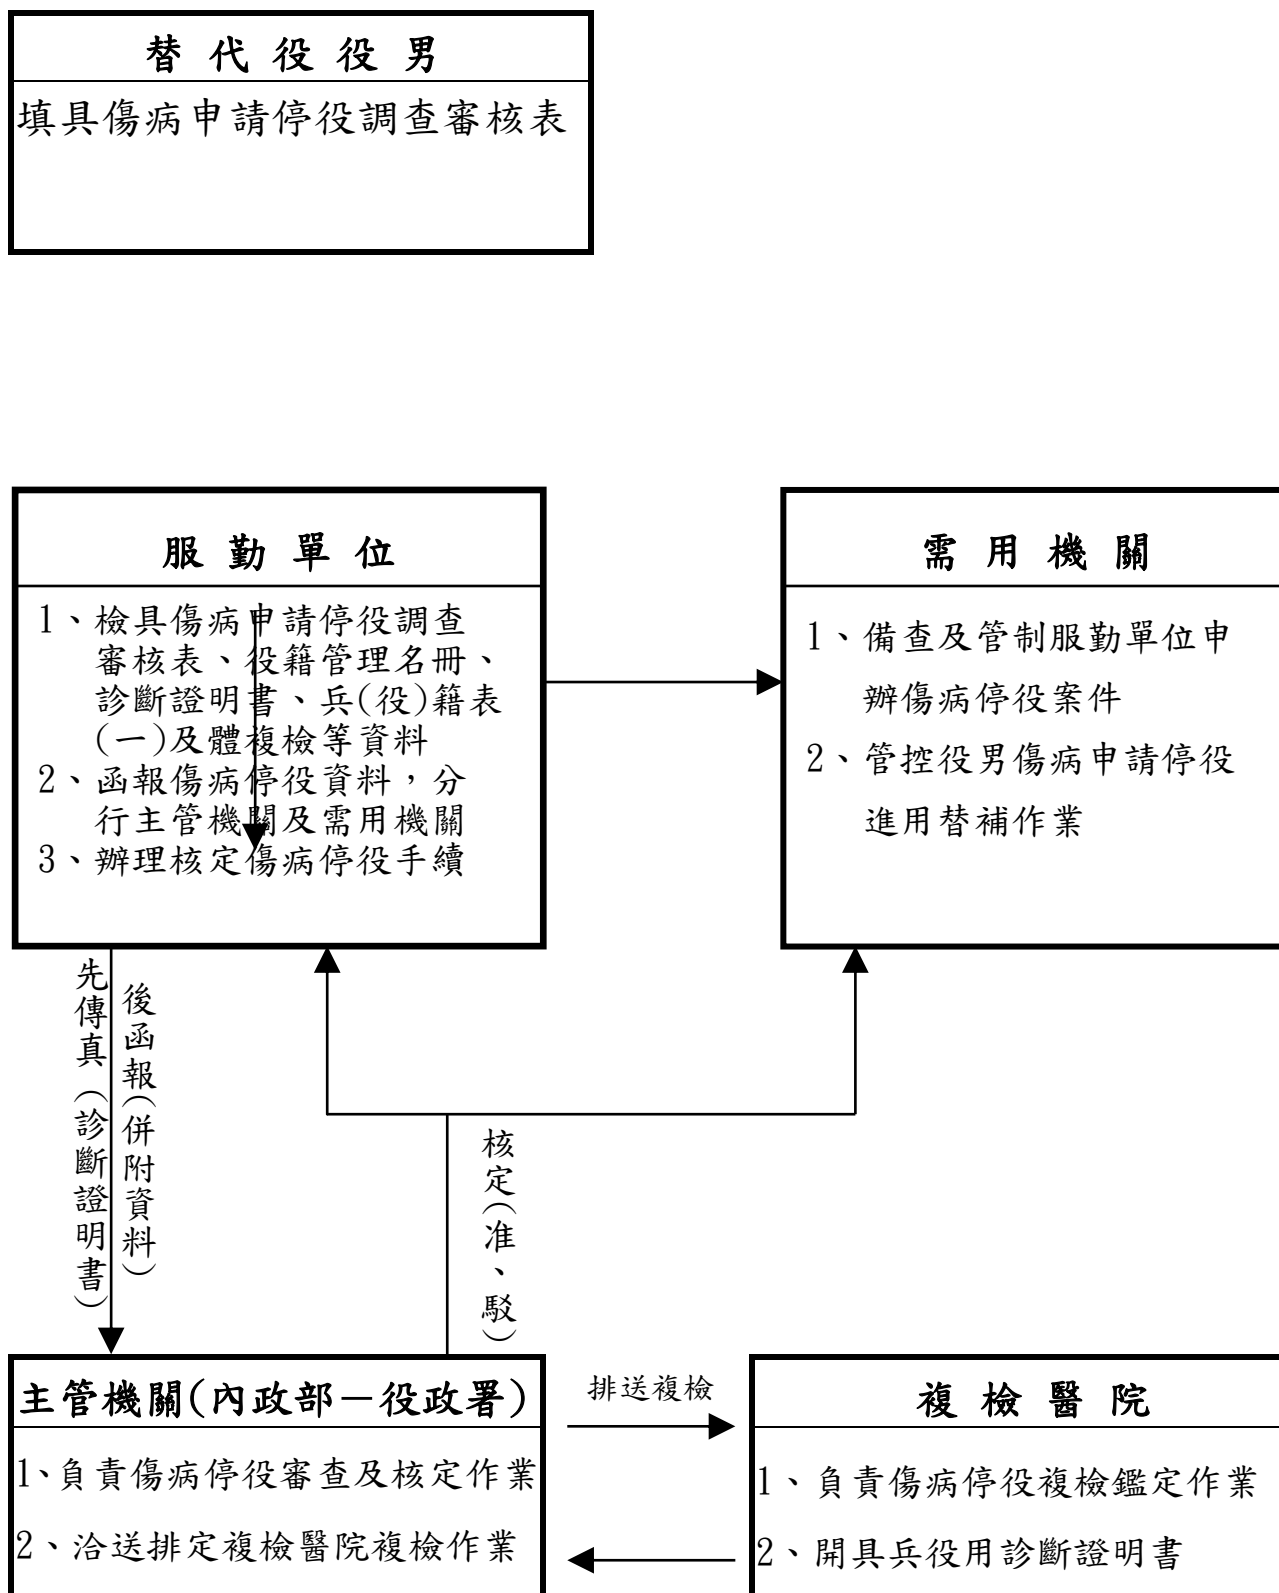 替代役役男
填具傷病申請停役調查審核表
服勤單位
1、檢具傷病申請停役調查
審核表、役籍管理名冊、
診斷證明書、兵(役)籍表
(一)及體複檢等資料
2、函報傷病停役資料，分
行主管機關及需用機關
3、辦理核定傷病停役手續
需用機關
1、備查及管制服勤單位申
辦傷病停役案件
2、管控役男傷病申請停役
進用替補作業
先傳真(診斷證明書)
後函報(併附資料)
核定(准、駁)
主管機關(內政部－役政署)
1、負責傷病停役審查及核定作業
2、洽送排定複檢醫院複檢作業
排送複檢
複檢醫院
1、負責傷病停役複檢鑑定作業
2、開具兵役用診斷證明書